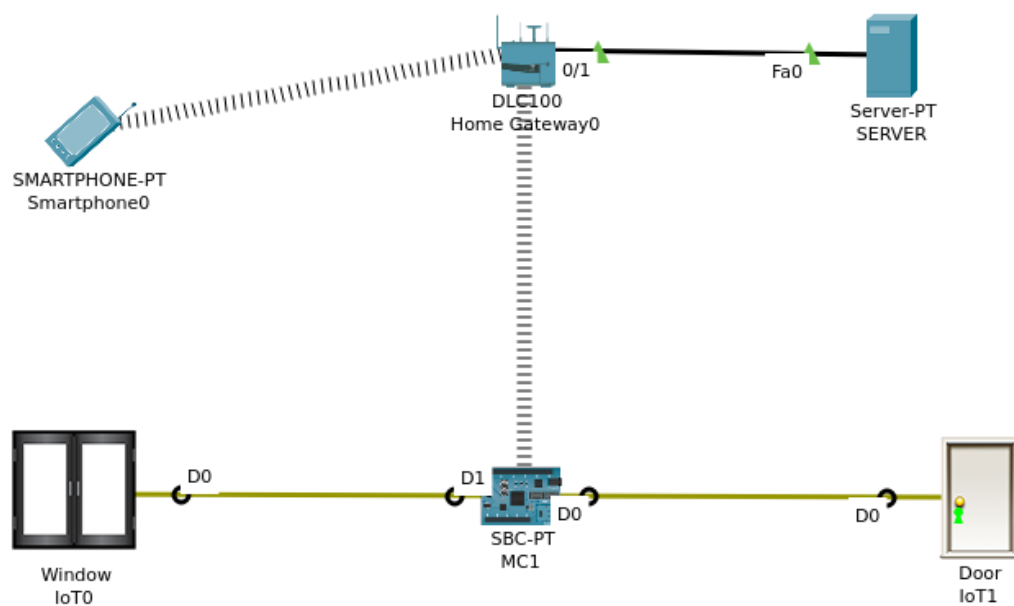 0/1
Fa0
DLC100
Home Gateway0
Server-PT
SERVER
SMARTPHONE-PT
Smartphone0
D0
D1
D0
D0
SBC-PT
MC1
Window
IoT0
Door
IoT1